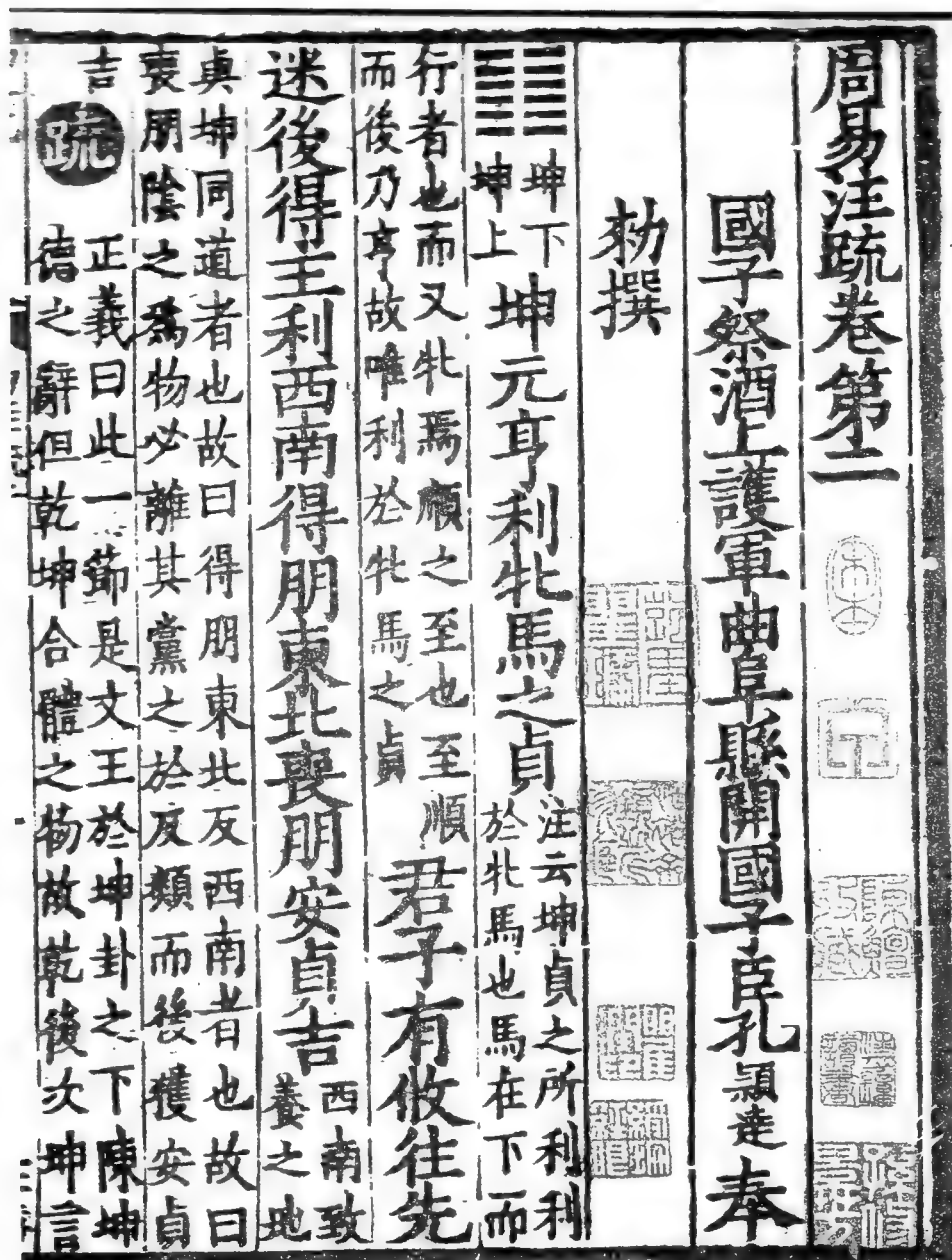 周易注疏卷第二
國子祭酒上護軍曲阜縣開國子臣孔穎達奉
勑撰
䷁坤下坤上坤元亨利牝馬之貞注云坤貞之所利利於牝馬也馬在下而
行者也而又牝焉順之至也至順而後乃亨故唯利於牝馬之貞君子有攸往先
迷後得主利西南得朋東北喪朋安貞吉西南致養之地
與坤同道者也故曰得朋東北反西南者也故曰
喪朋陰之爲物必離其黨之於反類而後獲安貞
吉疏正義曰此一節是文王於坤卦之下陳坤德之辭但乾坤合體之物故乾後次坤言